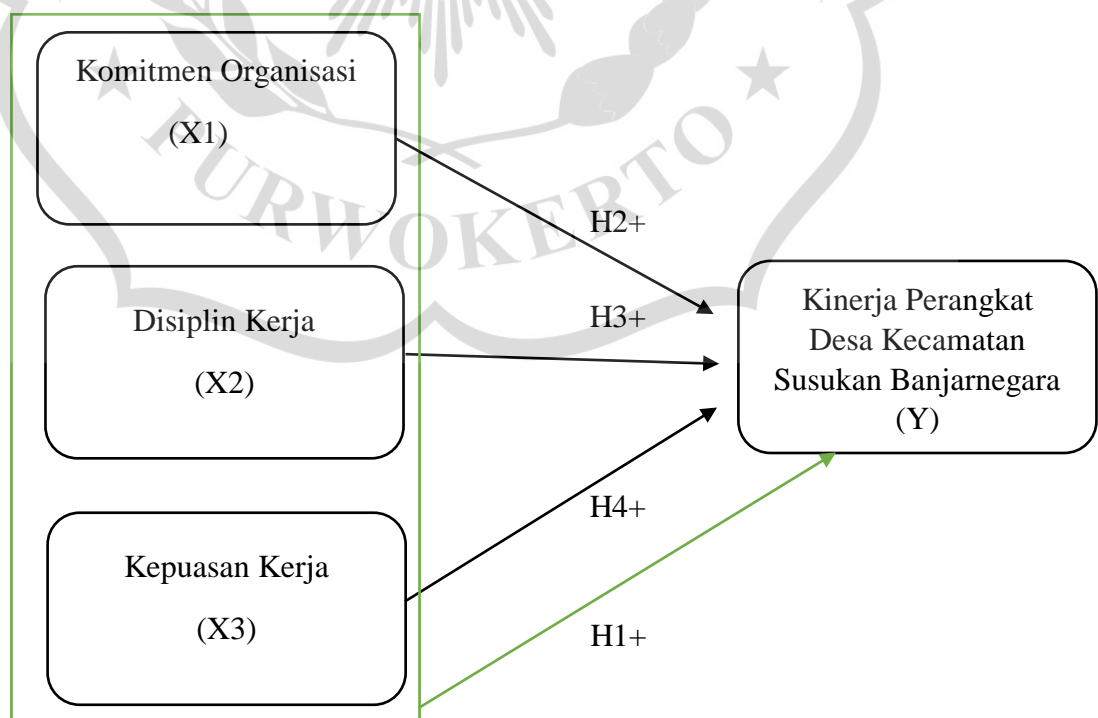 Komitmen Organisasi
(X1)
PURWOKERTO
H2+
Disiplin Kerja
(X2)
H3+
Kinerja Perangkat
Desa Kecamatan
Susukan Banjarnegara
(Y)
Kepuasan Kerja
(X3)
H4+
H1+